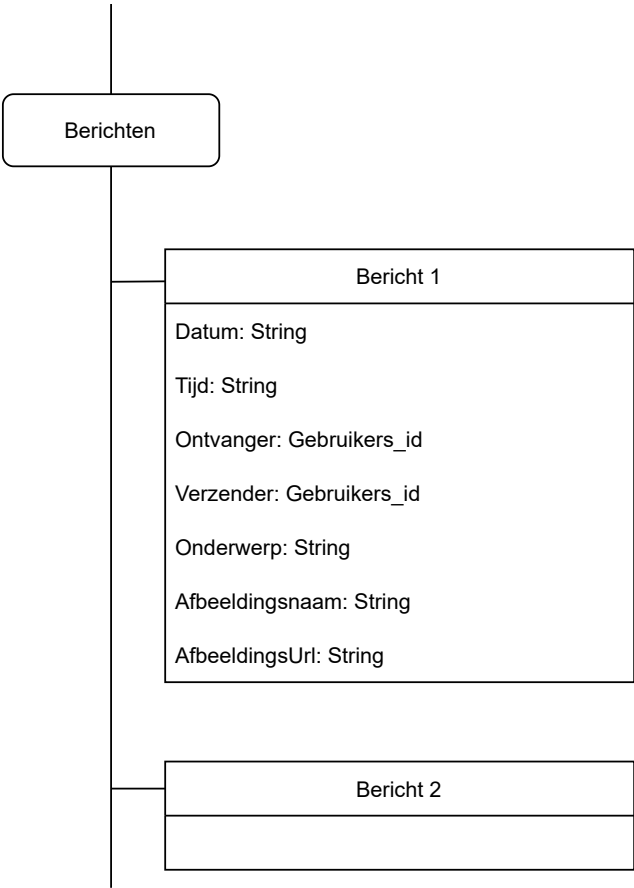 Berichten
Bericht 1
Datum: String
Tijd: String
Ontvanger: Gebruikers_id
Verzender: Gebruikers_id
Onderwerp: String
Afbeeldingsnaam: String
AfbeeldingsUrl: String
Bericht 2